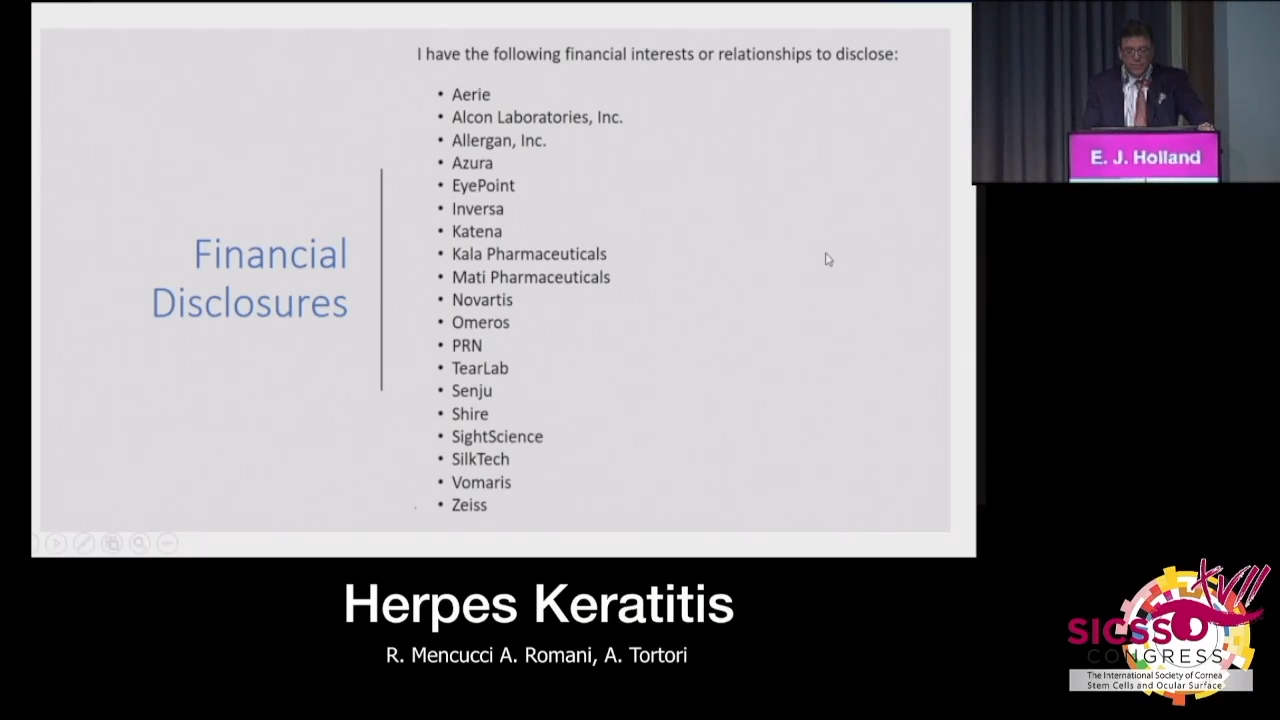 I have the following financial interests or relationships to disclose:
• Aerie
• Alcon Laboratories, Inc.
• Allergan, Inc.
• Azura
• EyePoint
• Inversa
• Katena
• Kala Pharmaceuticals
• Mati Pharmaceuticals
• Novartis
• Omeros
• PRN
• TearLab
• Senju
• Shire
• SightScience
• SilkTech
• Vomaris
• Zeiss
Financial
Disclosures
E. J. Holland
Herpes Keratitis
R. Mencucci A. Romani, A. Tortori
XVII
SICSSO
CONGRESS
The International Society of Cornea
Stem Cells and Ocular Surface